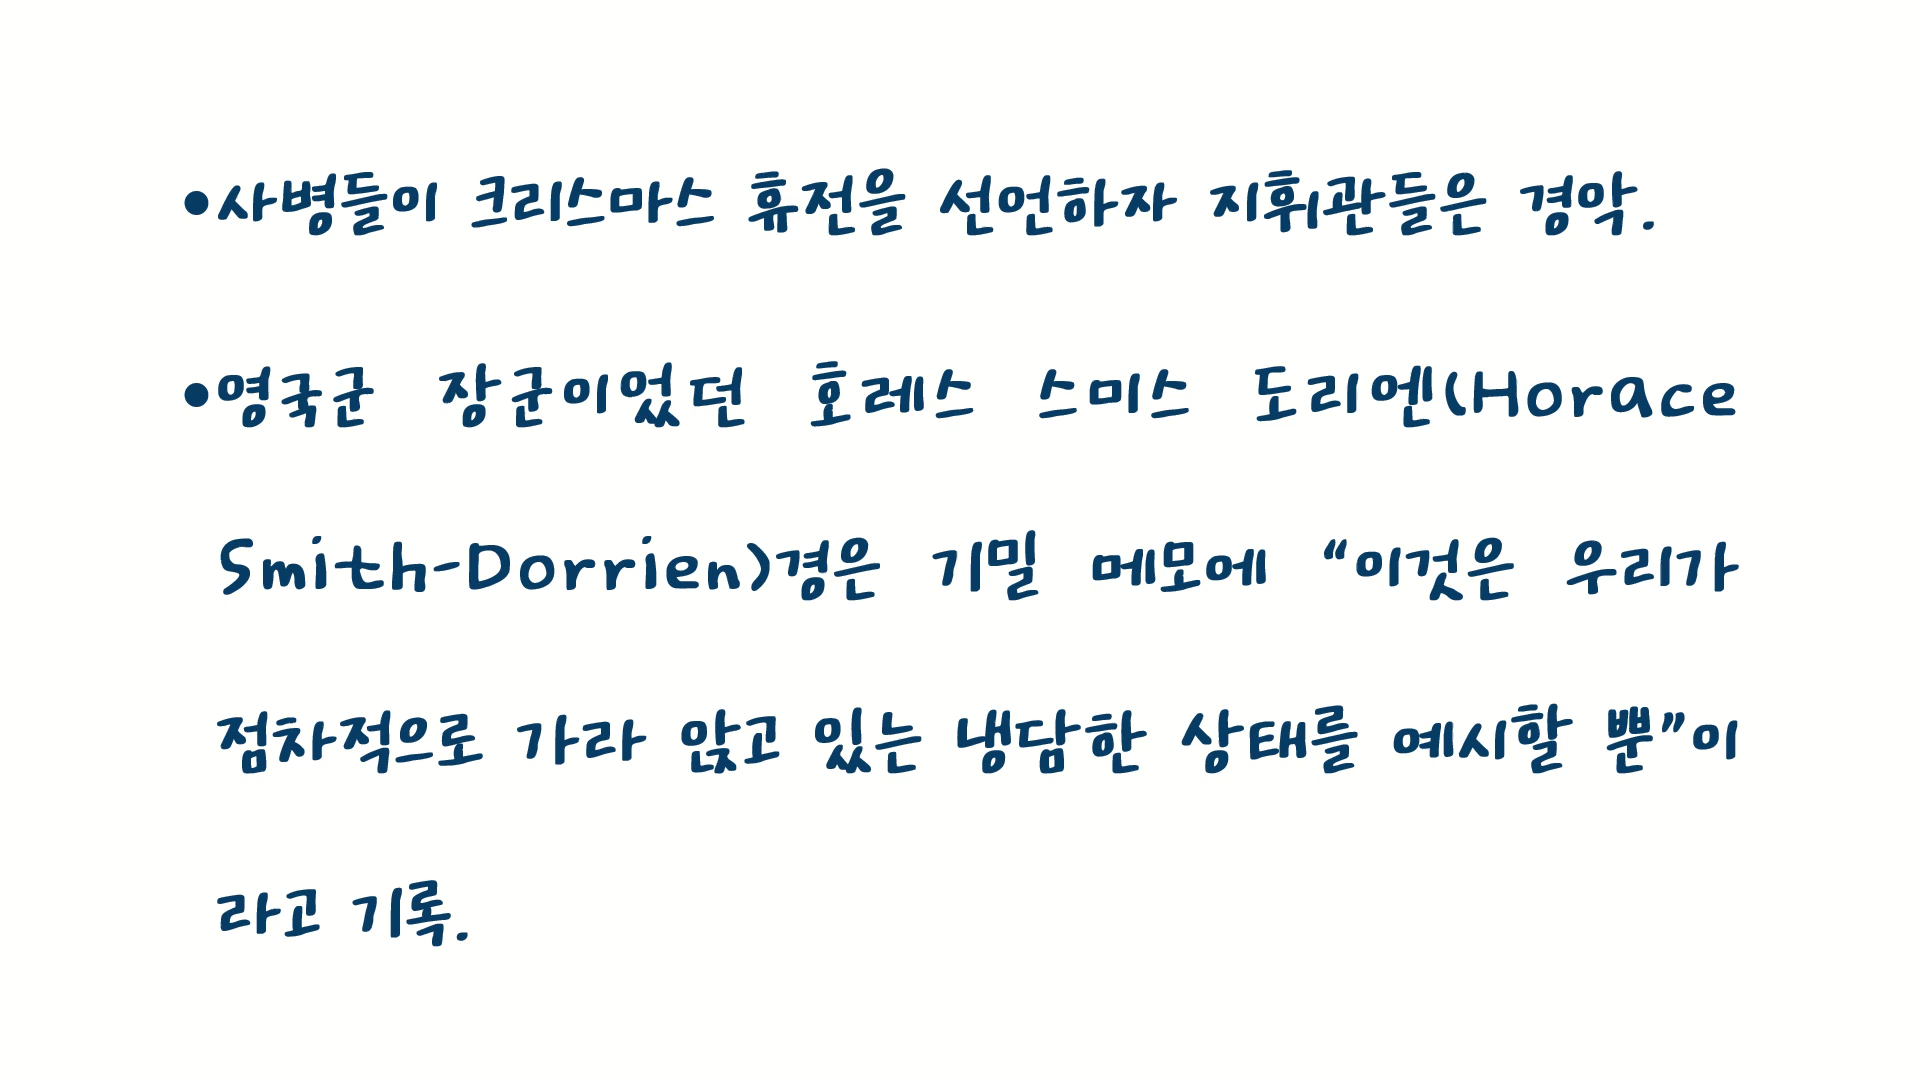 •사병들이 크리스마스 휴전을 선언하자 지휘관들은 경악.
•영국군 장군이었던 호레스 스미스 도리엔(Horace
Smith-Dorrien)경은 기밀 메모에 “이것은 우리가
점차적으로 가라 앉고 있는 냉담한 상태를 예시할 뿐”이
라고 기록.